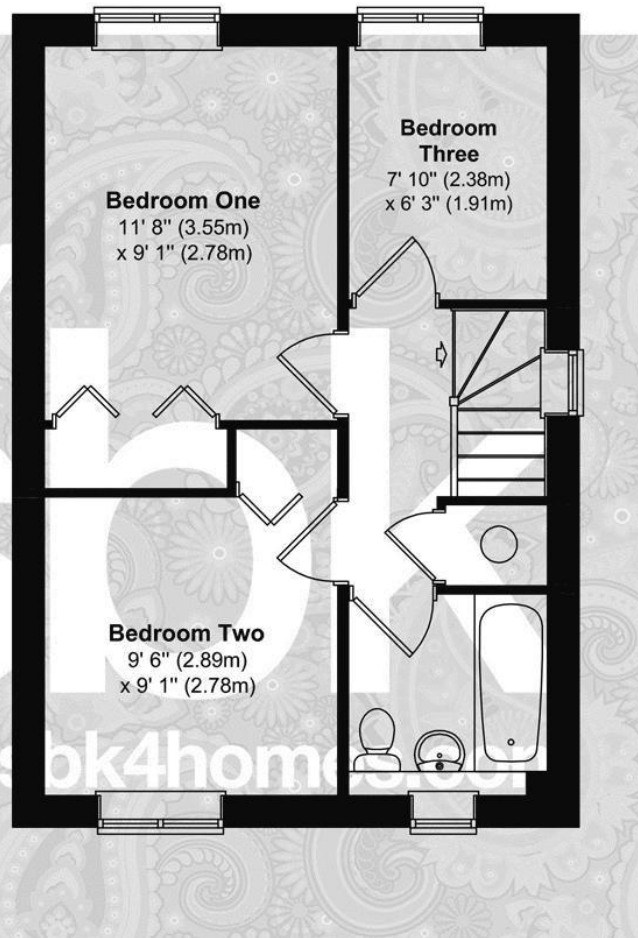 Bedroom One
11' 8" (3.55m)
x 9' 1" (2.78m)
Bedroom
Three
7' 10" (2.38m)
x 6' 3" (1.91m)
Bedroom Two
9' 6" (2.89m)
x 9' 1" (2.78m)
sbk4homes.com